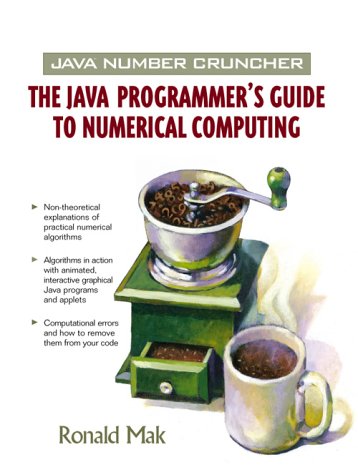 JAVA NUMBER CRUNCHER
THE JAVA PROGRAMMER'S GUIDE
TO NUMERICAL COMPUTING
► Non-theoretical
explanations of
practical numerical
algorithms
► Algorithms in action
with animated,
interactive graphical
Java programs
and applets
► Computational errors
and how to remove
them from your code
Ronald Mak